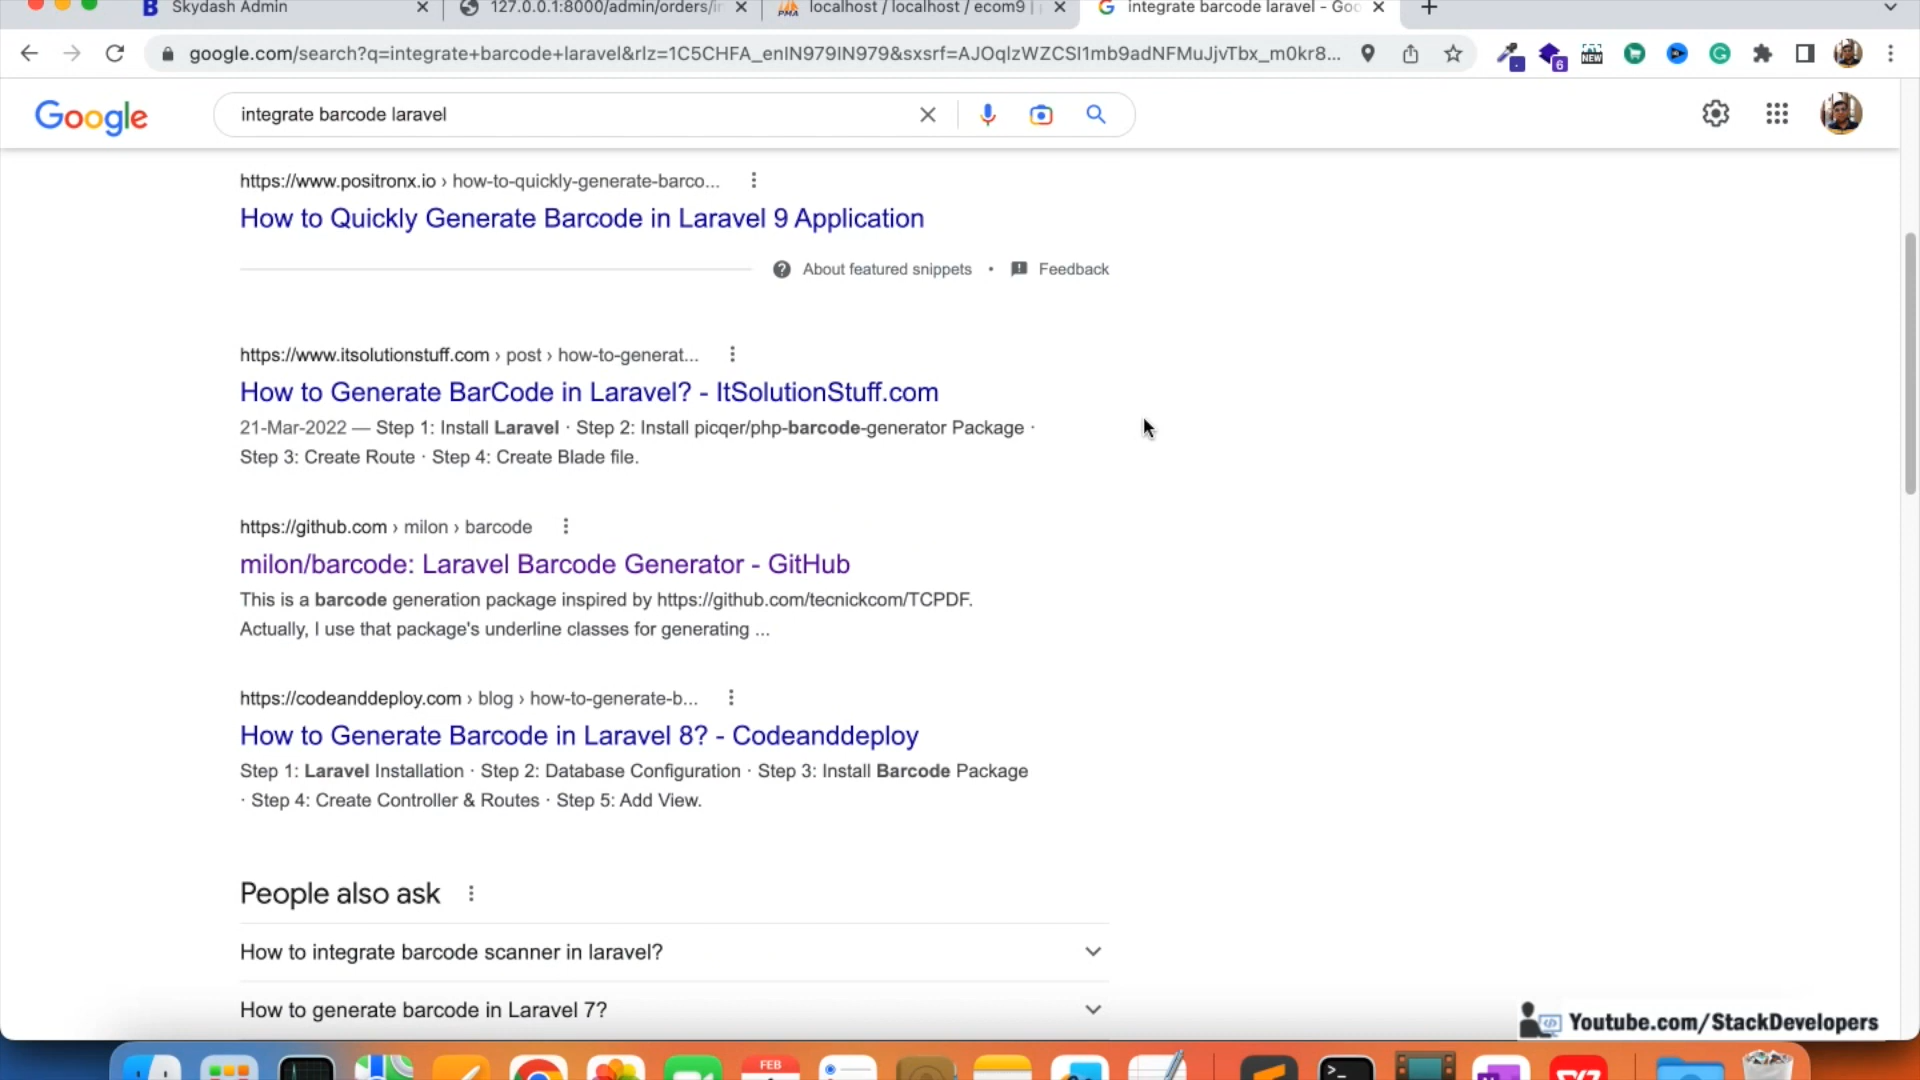 Skydash Admin
127.0.0.1:8000/admin/orders/in
localhost / localhost / ecom9 |
integrate barcode laravel - Goo
google.com/search?q=integrate+barcode+laravel&rlz=1C5CHFA_enIN979IN979&sxsrf=AJOqlzWZCSI1mb9adNFMuJjvTbx_m0kr8...
6
NEW
Google
integrate barcode laravel
https://www.positronx.io › how-to-quickly-generate-barco...
How to Quickly Generate Barcode in Laravel 9 Application
About featured snippets • Feedback
https://www.itsolutionstuff.com › post › how-to-generat...
How to Generate BarCode in Laravel? - ItSolutionStuff.com
21-Mar-2022 — Step 1: Install Laravel · Step 2: Install picqer/php-barcode-generator Package ·
Step 3: Create Route · Step 4: Create Blade file.
https://github.com › milon › barcode
milon/barcode: Laravel Barcode Generator - GitHub
This is a barcode generation package inspired by https://github.com/tecnickcom/TCPDF.
Actually, I use that package's underline classes for generating ...
https://codeanddeploy.com › blog › how-to-generate-b...
How to Generate Barcode in Laravel 8? - Codeanddeploy
Step 1: Laravel Installation · Step 2: Database Configuration · Step 3: Install Barcode Package
· Step 4: Create Controller & Routes · Step 5: Add View.
People also ask
How to integrate barcode scanner in laravel?
How to generate barcode in Laravel 7?
Youtube.com/StackDevelopers
FEB